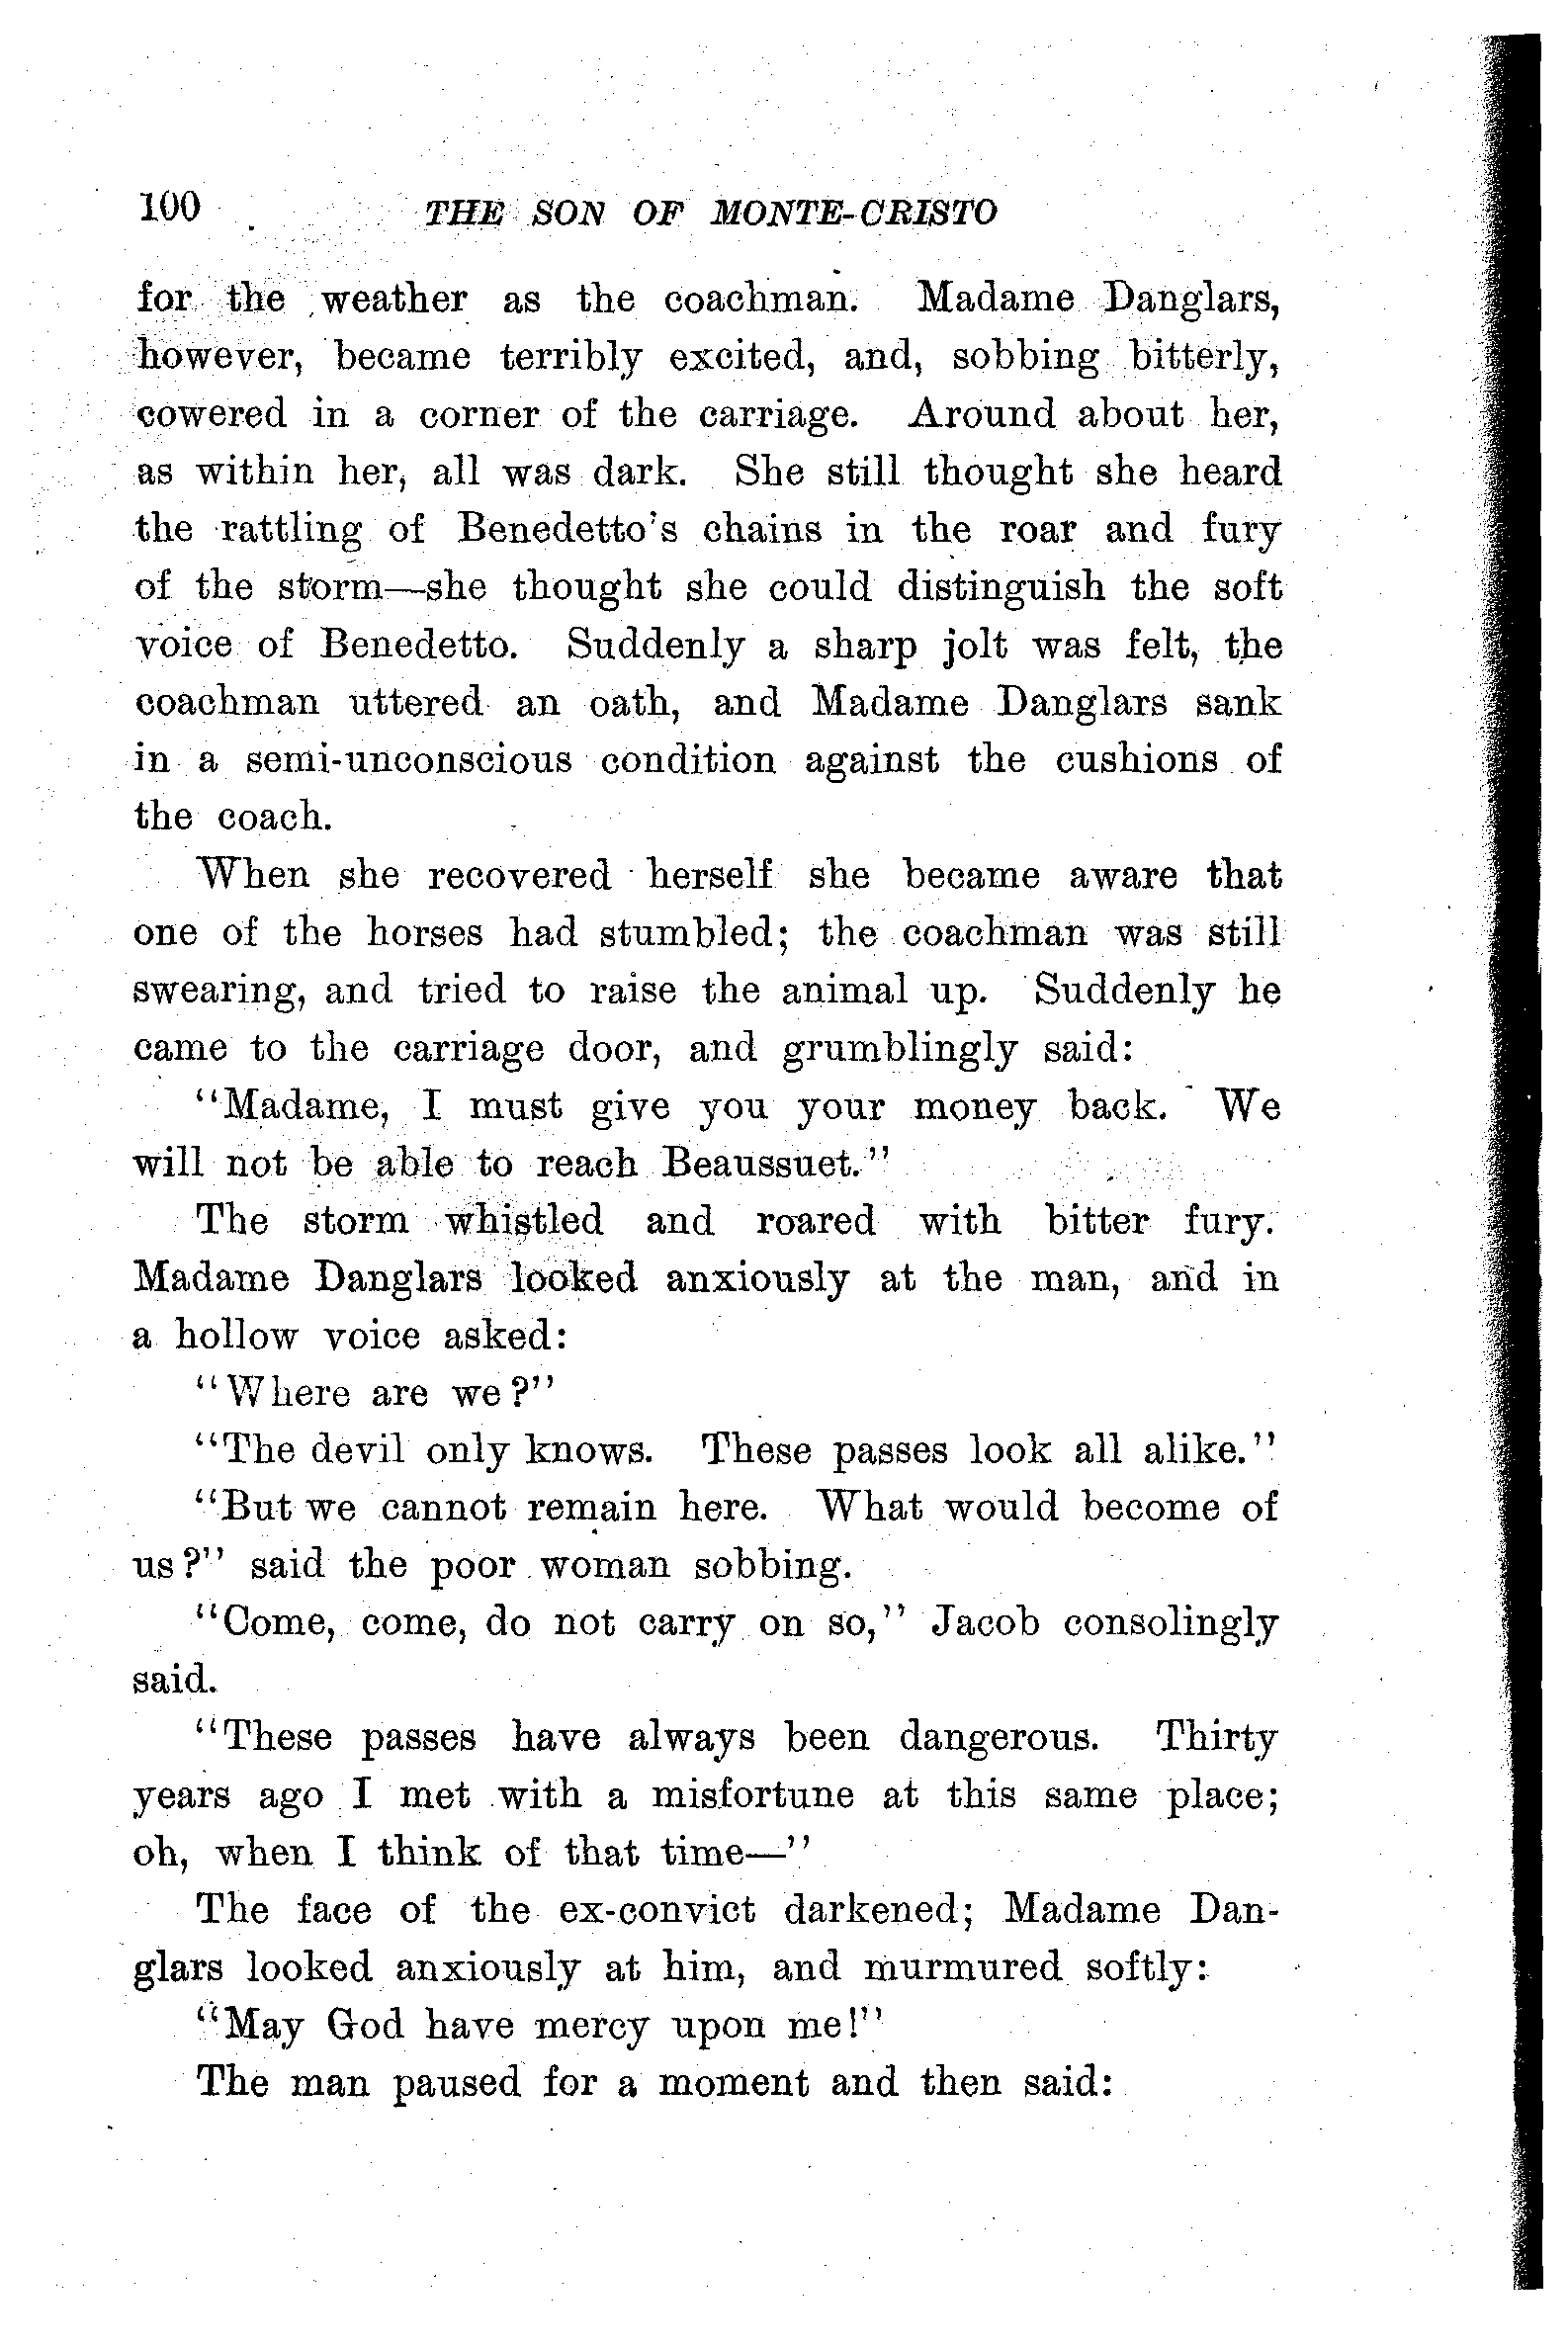 100 THE SON OF MONTE-CRISTO
for the weather as the coachman. Madame Danglars,
however, became terribly excited, and, sobbing bitterly,
cowered in a corner of the carriage. Around about her,
as within her, all was dark. She still thought she heard
the rattling of Benedetto's chains in the roar and fury
of the storm—she thought she could distinguish the soft
voice of Benedetto. Suddenly a sharp jolt was felt, the
coachman uttered an oath, and Madame Danglars sank
in a semi-unconscious condition against the cushions of
the coach.
When she recovered herself she became aware that
one of the horses had stumbled; the coachman was still
swearing, and tried to raise the animal up. Suddenly he
came to the carriage door, and grumblingly said:
"Madame, I must give you your money back. We
will not be able to reach Beaussuet."
The storm whistled and roared with bitter fury.
Madame Danglars looked anxiously at the man, and in
a hollow voice asked:
"Where are we?"
"The devil only knows. These passes look all alike."
"But we cannot remain here. What would become of
us?" said the poor woman sobbing.
"Come, come, do not carry on so," Jacob consolingly
said.
"These passes have always been dangerous. Thirty
years ago I met with a misfortune at this same place;
oh, when I think of that time—"
The face of the ex-convict darkened; Madame Dan-
glars looked anxiously at him, and murmured softly:
"May God have mercy upon me!"
The man paused for a moment and then said: